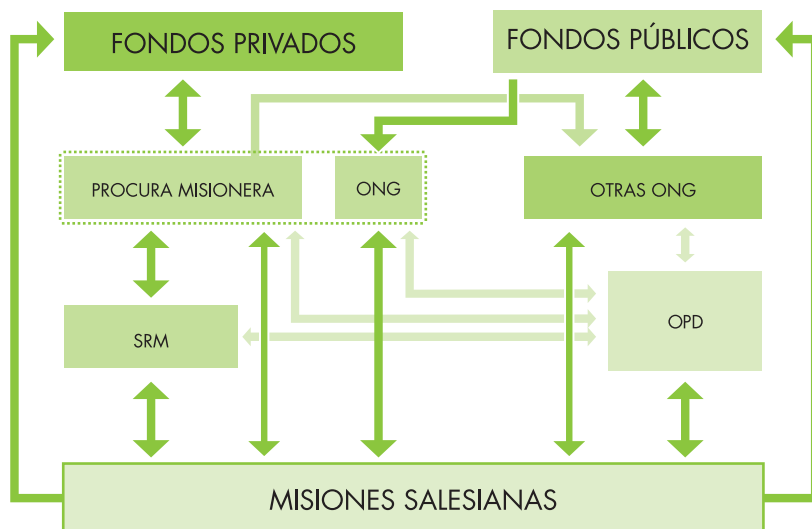 FONDOS PRIVADOS
FONDOS PÚBLICOS
PROCURA MISIONERA
ONG
OTRAS ONG
SRM
OPD
MISIONES SALESIANAS